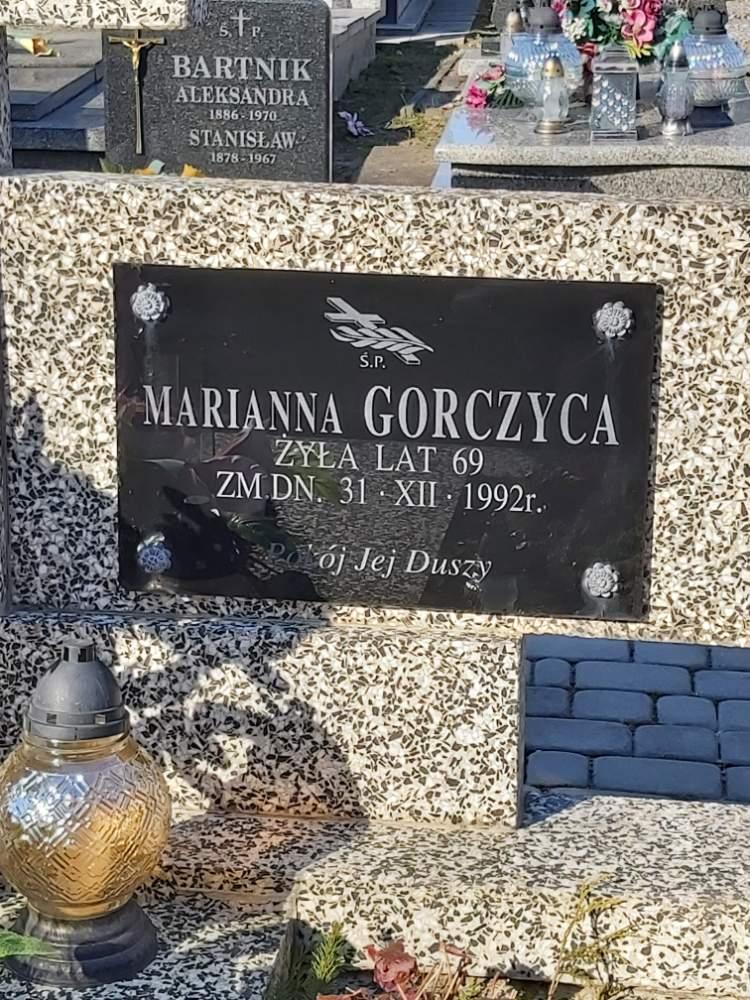 Ś. P.
BARTNIK
ALEKSANDRA
1886 - 1970
STANISŁAW
1878 - 1967
Ś.P.
MARIANNA GORCZYCA
ŻYŁA LAT 69
ZM.DN. 31 · XII · 1992r.
Pokój Jej Duszy